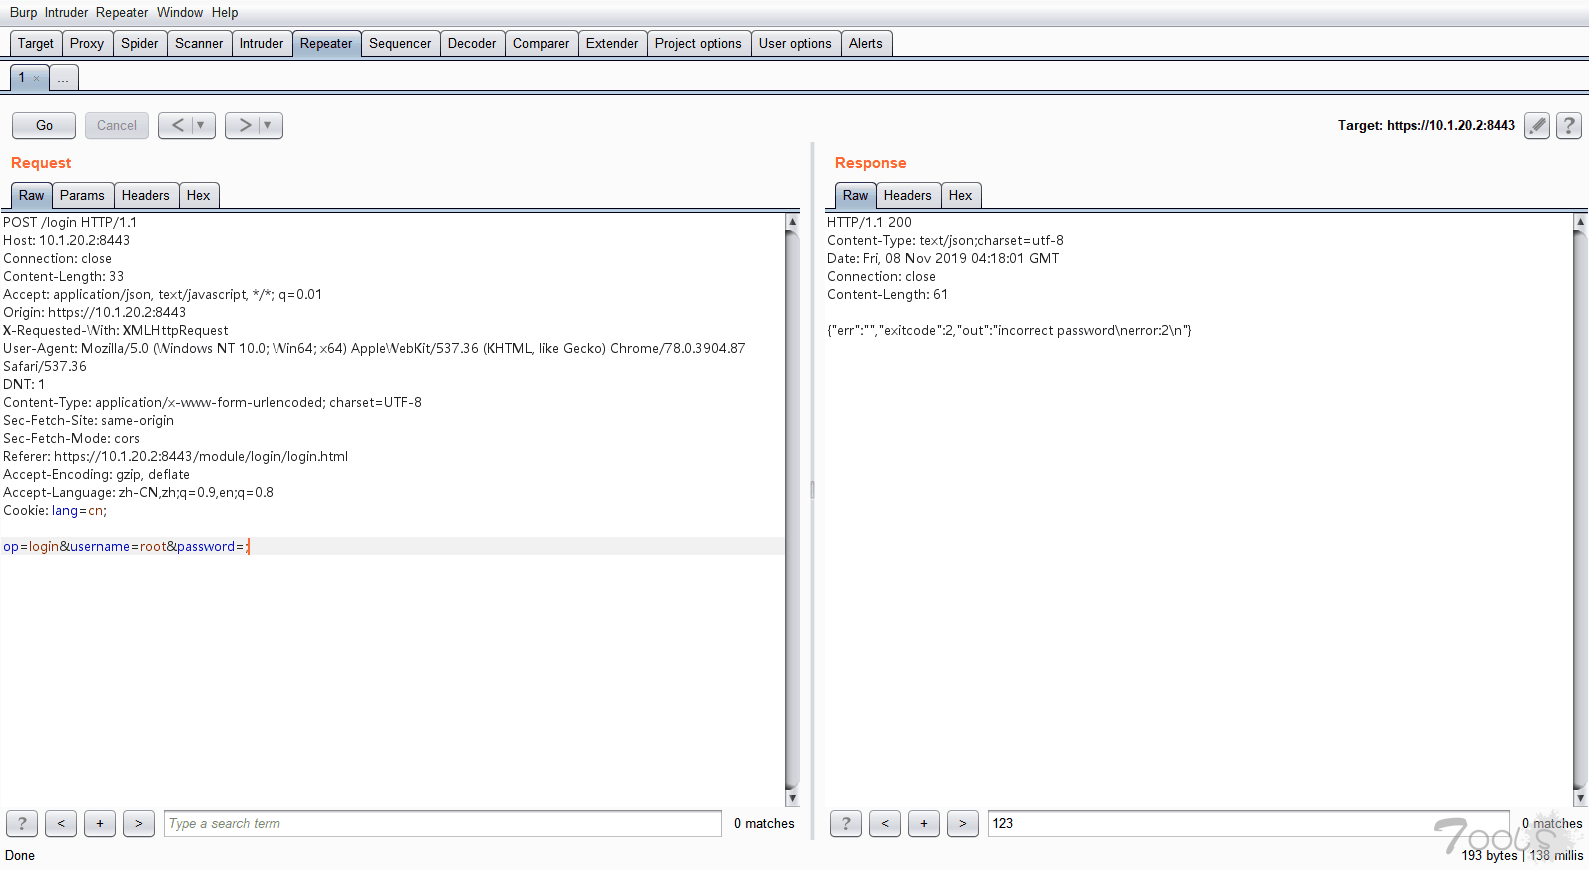 Burp Intruder Repeater Window Help
Target Proxy Spider Scanner Intruder Repeater Sequencer Decoder Comparer Extender Project options User options Alerts
1 × ...
Go Cancel < ▼ > ▼ Target: https://10.1.20.2:8443 ?
Request
Raw Params Headers Hex
POST /login HTTP/1.1
Host: 10.1.20.2:8443
Connection: close
Content-Length: 33
Accept: application/json, text/javascript, */*; q=0.01
Origin: https://10.1.20.2:8443
X-Requested-With: XMLHttpRequest
User-Agent: Mozilla/5.0 (Windows NT 10.0; Win64; x64) AppleWebKit/537.36 (KHTML, like Gecko) Chrome/78.0.3904.87
Safari/537.36
DNT: 1
Content-Type: application/x-www-form-urlencoded; charset=UTF-8
Sec-Fetch-Site: same-origin
Sec-Fetch-Mode: cors
Referer: https://10.1.20.2:8443/module/login/login.html
Accept-Encoding: gzip, deflate
Accept-Language: zh-CN,zh;q=0.9,en;q=0.8
Cookie: lang=cn;
op=login&username=root&password=;
? < + > Type a search term 0 matches
Response
Raw Headers Hex
HTTP/1.1 200
Content-Type: text/json;charset=utf-8
Date: Fri, 08 Nov 2019 04:18:01 GMT
Connection: close
Content-Length: 61
{"err":"","exitcode":2,"out":"incorrect password\nerror:2\n"}
? < + > 123 0 matches
Done
193 bytes | 138 millis
7ools